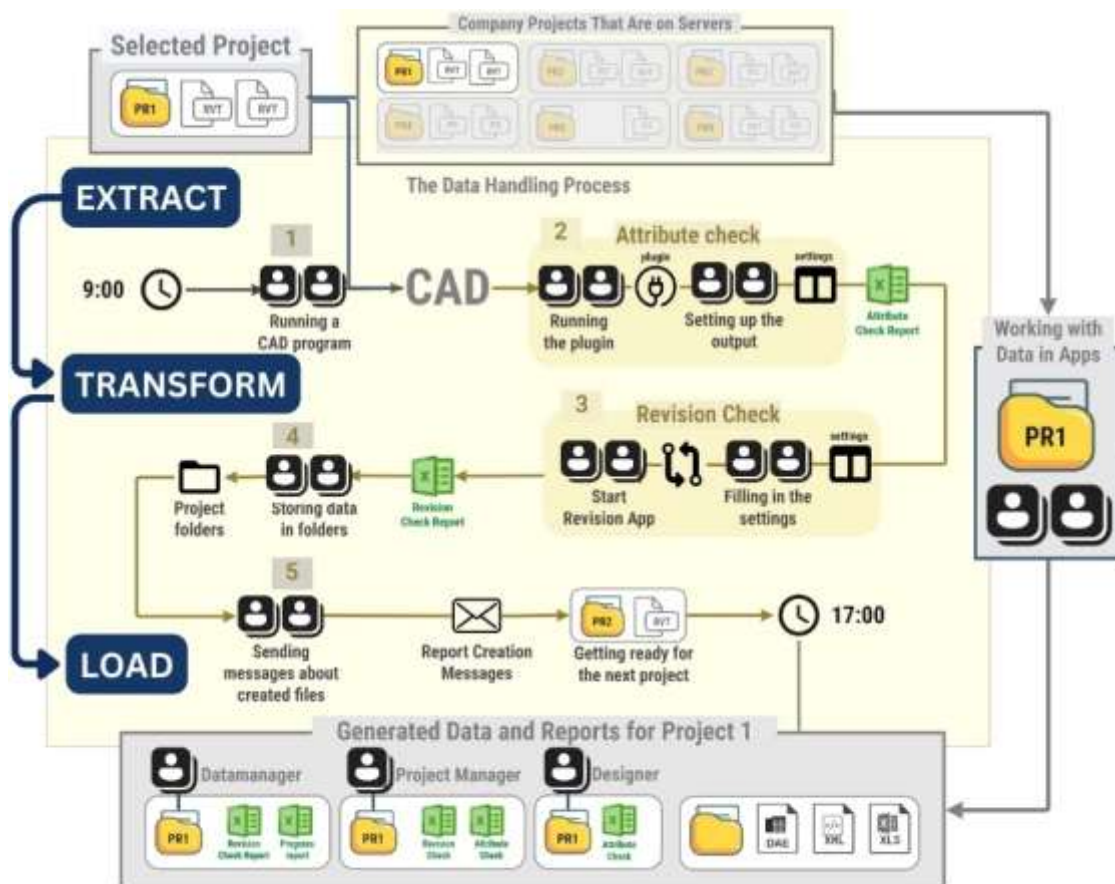 Company Projects That Are on Servers
Selected Project
PR1
RVT
RVT
PR1
RVT
RVT
EXTRACT
The Data Handling Process
1
9:00
Running a
CAD program
CAD
2
Attribute check
plugin
settings
Running
the plugin
Setting up the
output
Attribute
Check Report
Working with
Data in Apps
PR1
TRANSFORM
3
Revision Check
settings
Start
Revision App
Filling in the
settings
Revision
Check Report
4
Storing data
in folders
Project
folders
5
Sending
messages about
created files
Report Creation
Messages
PR2
RVT
Getting ready for
the next project
17:00
LOAD
Generated Data and Reports for Project 1
Datamanager
PR1
Revision
Check Report
Progress
report
Project Manager
PR1
Revision
Check
Attribute
Check
Designer
PR1
Attribute
Check
DAE
XML
XLS